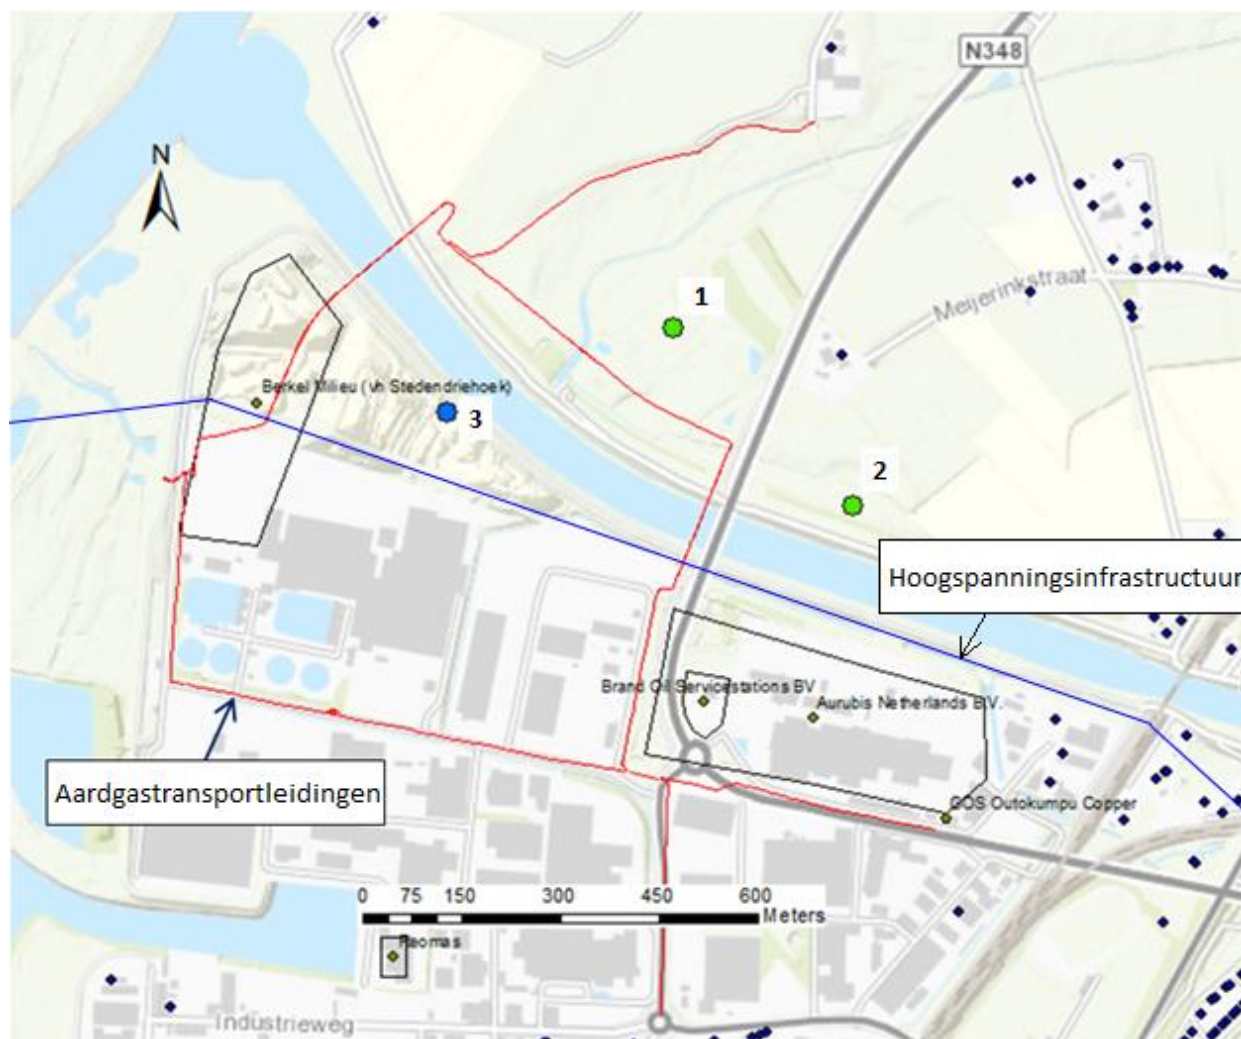 N348
N
1
Meijerinkstraat
Berkel Milieu (vh Stedendriehoek)
3
2
Hoogspanningsinfrastructuur
Brand Oil Servicestations BV
Aurubis Netherlands B.V.
Aardgastransportleidingen
GOS Outokumpu Copper
0 75 150 300 450 600
Meters
Reomas
Industrieweg